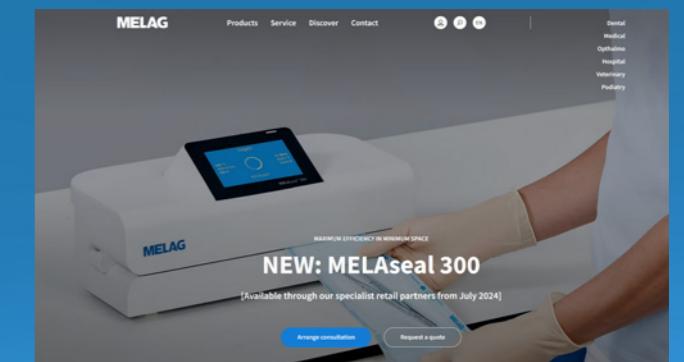 MELAG
Products Service Discover Contact
EN
Dental
Medical
Opthalmo
Hospital
Veterinary
Podiatry
MELAG
MAXIMUM EFFICIENCY IN MINIMUM SPACE
NEW: MELAseal 300
[Available through our specialist retail partners from July 2024]
Arrange consultation Request a quote